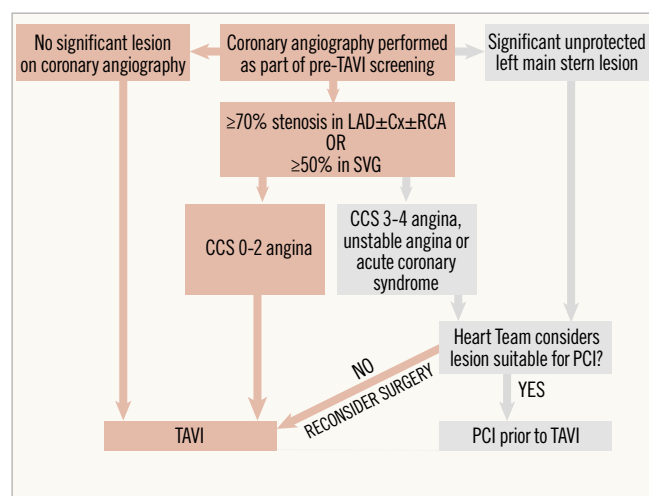 No significant lesion
on coronary angiography
Coronary angiography performed
as part of pre-TAVI screening
Significant unprotected
left main stern lesion
≥70% stenosis in LAD±Cx±RCA
OR
≥50% in SVG
CCS 0-2 angina
CCS 3-4 angina,
unstable angina or
acute coronary
syndrome
Heart Team considers
lesion suitable for PCI?
NO
RECONSIDER SURGERY
YES
TAVI
PCI prior to TAVI